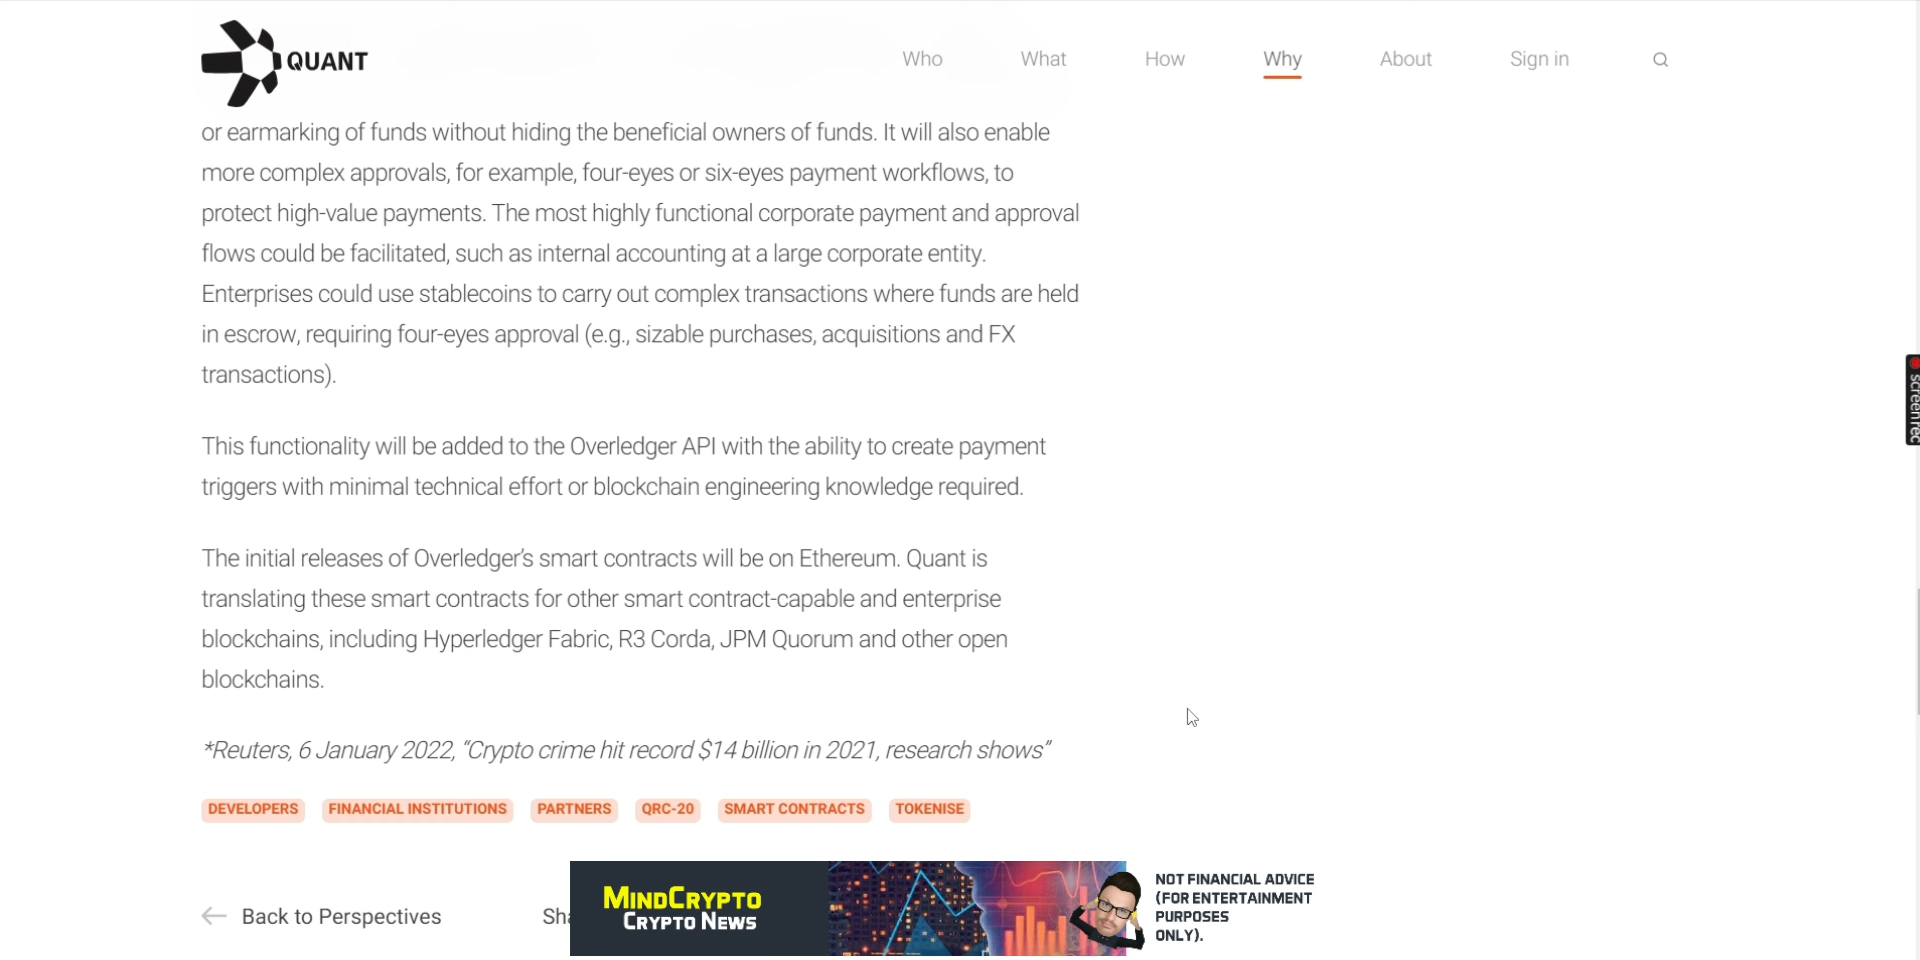 QUANT
Who What How Why About Sign in
or earmarking of funds without hiding the beneficial owners of funds. It will also enable
more complex approvals, for example, four-eyes or six-eyes payment workflows, to
protect high-value payments. The most highly functional corporate payment and approval
flows could be facilitated, such as internal accounting at a large corporate entity.
Enterprises could use stablecoins to carry out complex transactions where funds are held
in escrow, requiring four-eyes approval (e.g., sizable purchases, acquisitions and FX
transactions).
This functionality will be added to the Overledger API with the ability to create payment
triggers with minimal technical effort or blockchain engineering knowledge required.
The initial releases of Overledger’s smart contracts will be on Ethereum. Quant is
translating these smart contracts for other smart contract-capable and enterprise
blockchains, including Hyperledger Fabric, R3 Corda, JPM Quorum and other open
blockchains.
*Reuters, 6 January 2022, “Crypto crime hit record $14 billion in 2021, research shows”
DEVELOPERS FINANCIAL INSTITUTIONS PARTNERS QRC-20 SMART CONTRACTS TOKENISE
Back to Perspectives
MINDCRYPTO
CRYPTO NEWS
NOT FINANCIAL ADVICE
(FOR ENTERTAINMENT
PURPOSES
ONLY).